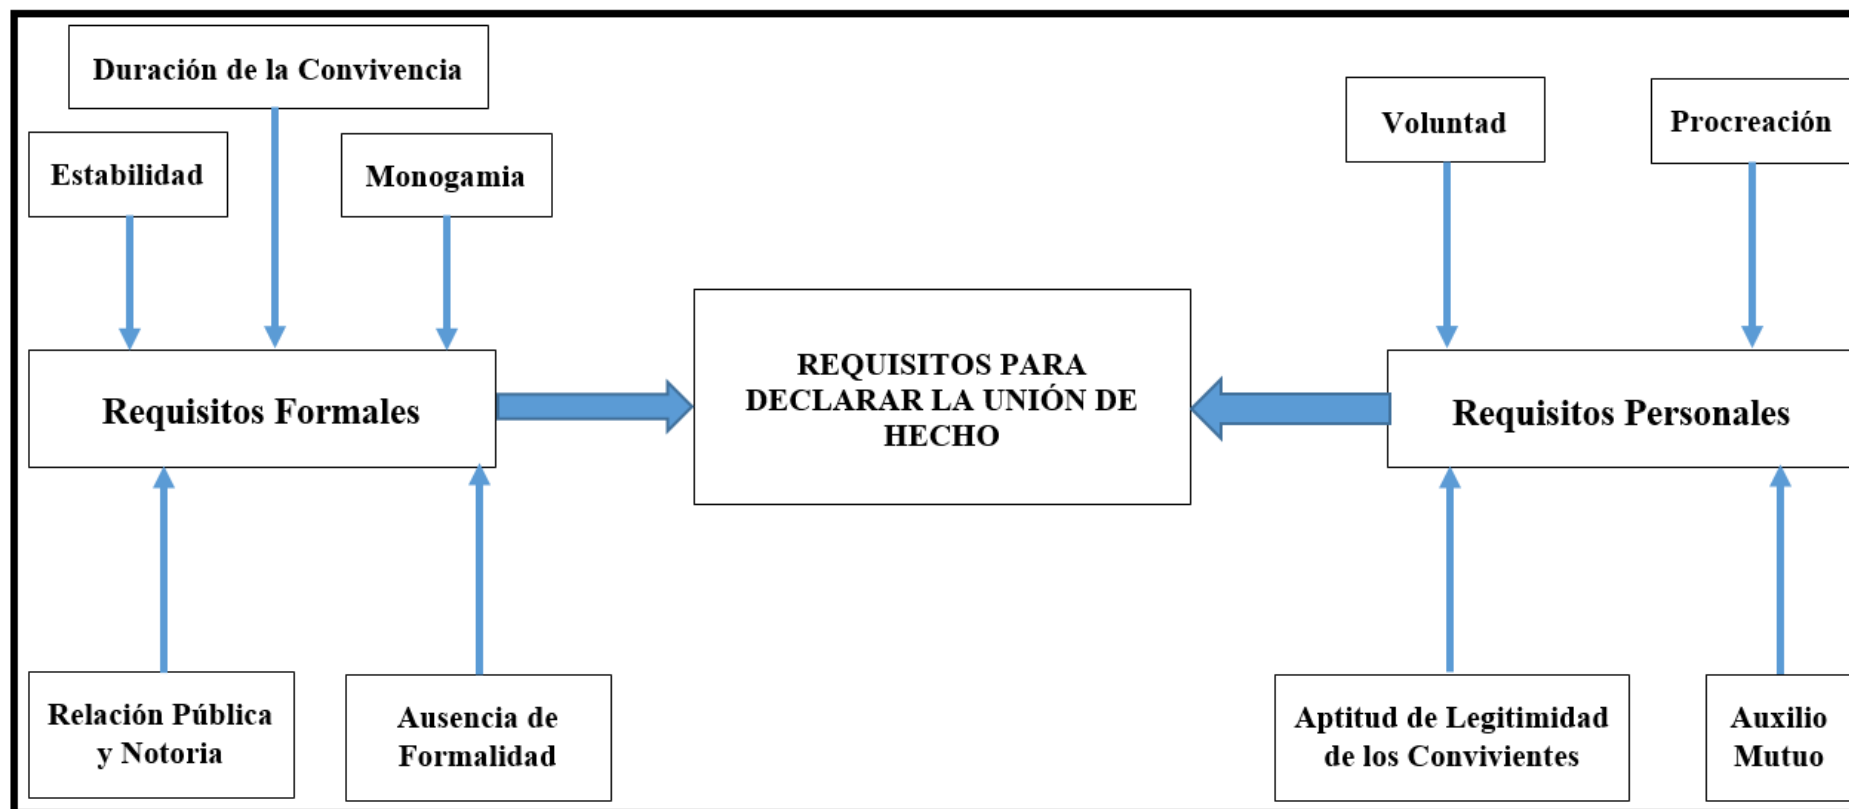 Duración de la Convivencia
Estabilidad
Monogamia
Voluntad
Procreación
Requisitos Formales
REQUISITOS PARA
DECLARAR LA UNIÓN DE
HECHO
Requisitos Personales
Relación Pública
y Notoria
Ausencia de
Formalidad
Aptitud de Legitimidad
de los Convivientes
Auxilio
Mutuo